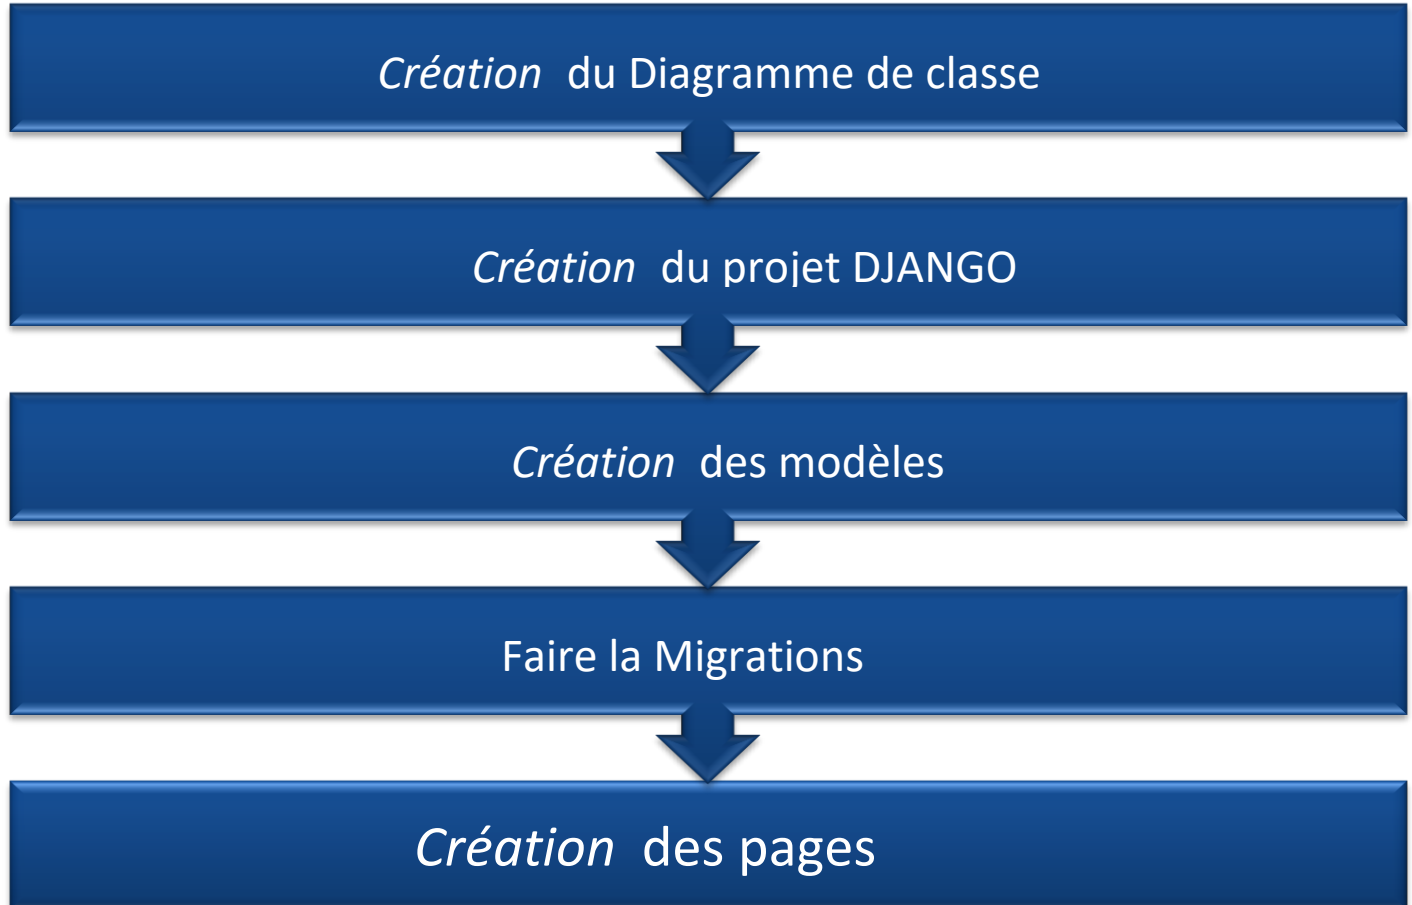 Création du Diagramme de classe
Création du projet DJANGO
Création des modèles
Faire la Migrations
Création des pages